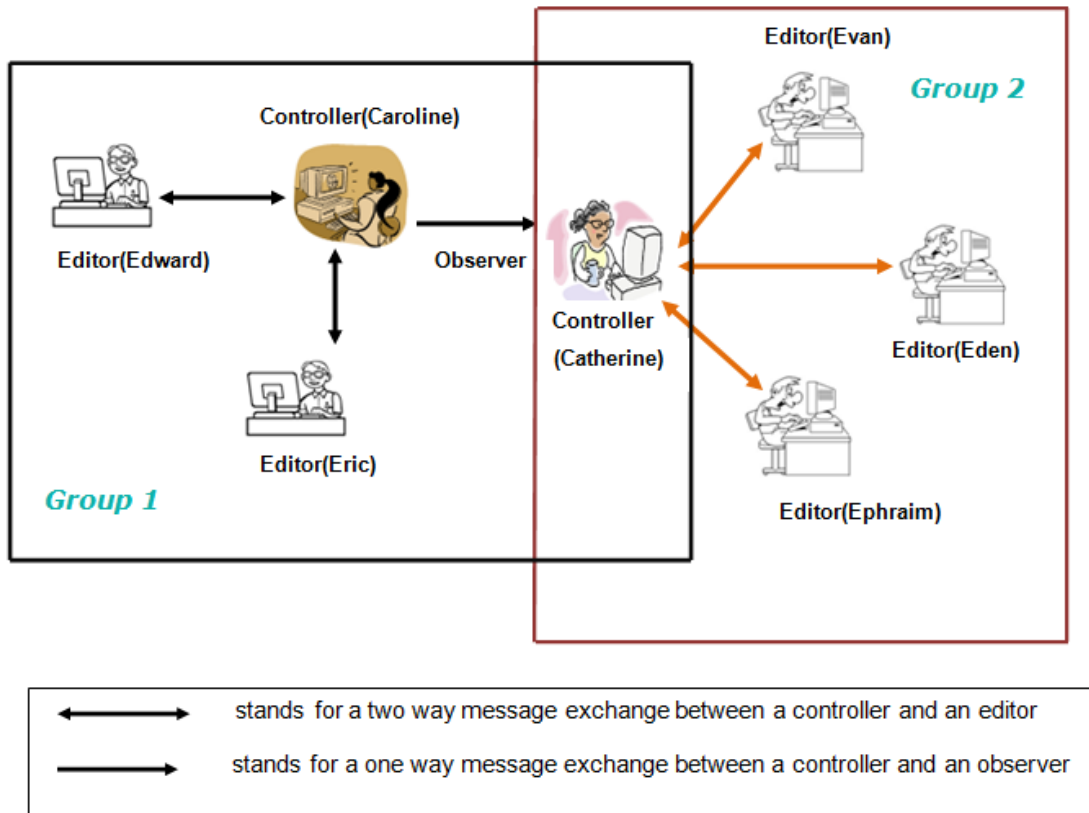 Editor(Evan)
Group 2
Controller(Caroline)
Editor(Edward)
Observer
Controller
(Catherine)
Editor(Eden)
Editor(Eric)
Group 1
Editor(Ephraim)
stands for a two way message exchange between a controller and an editor
stands for a one way message exchange between a controller and an observer